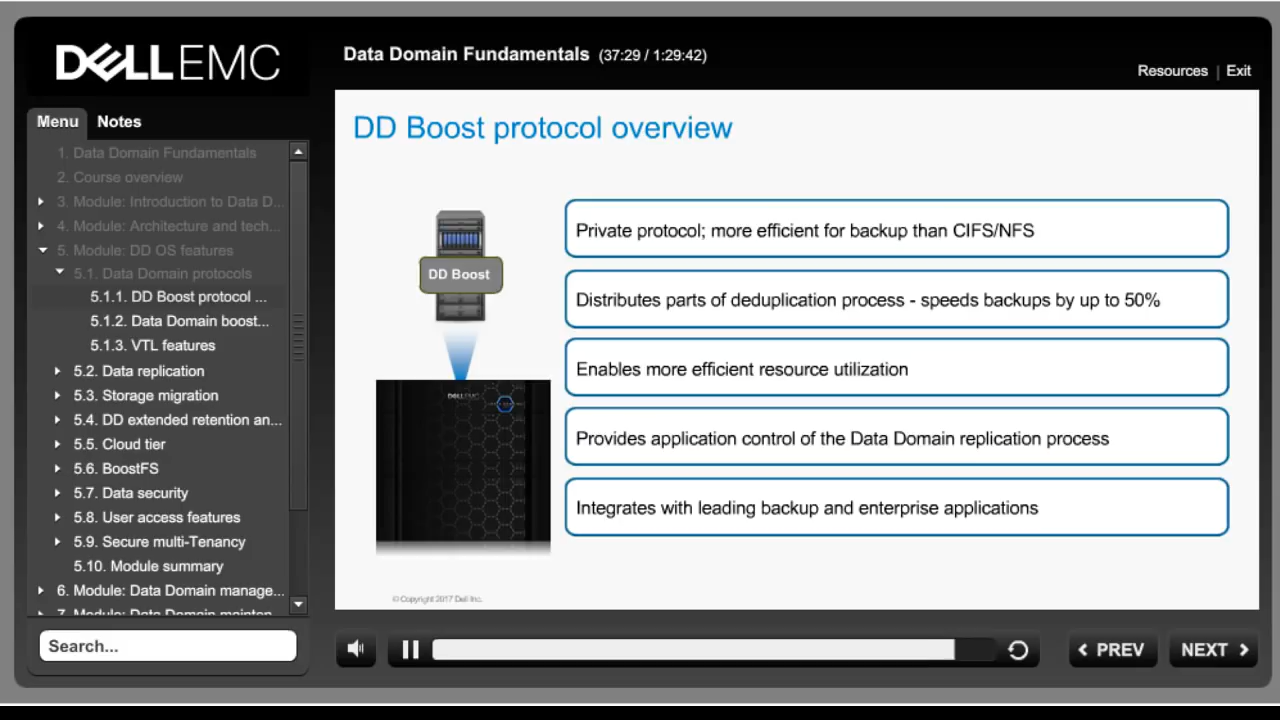 DELLEMC
Data Domain Fundamentals (37:29 / 1:29:42)
Resources | Exit
Menu Notes
1. Data Domain Fundamentals
2. Course overview
3. Module: Introduction to Data D...
4. Module: Architecture and tech...
5. Module: DD OS features
5.1. Data Domain protocols
5.1.1. DD Boost protocol ...
5.1.2. Data Domain boost...
5.1.3. VTL features
5.2. Data replication
5.3. Storage migration
5.4. DD extended retention an...
5.5. Cloud tier
5.6. BoostFS
5.7. Data security
5.8. User access features
5.9. Secure multi-Tenancy
5.10. Module summary
6. Module: Data Domain manage...
7. Module: Data Domain mainten...
Search...
DD Boost protocol overview
DD Boost
DELLEMC
Private protocol; more efficient for backup than CIFS/NFS
Distributes parts of deduplication process - speeds backups by up to 50%
Enables more efficient resource utilization
Provides application control of the Data Domain replication process
Integrates with leading backup and enterprise applications
© Copyright 2017 Dell Inc.
PREV
NEXT